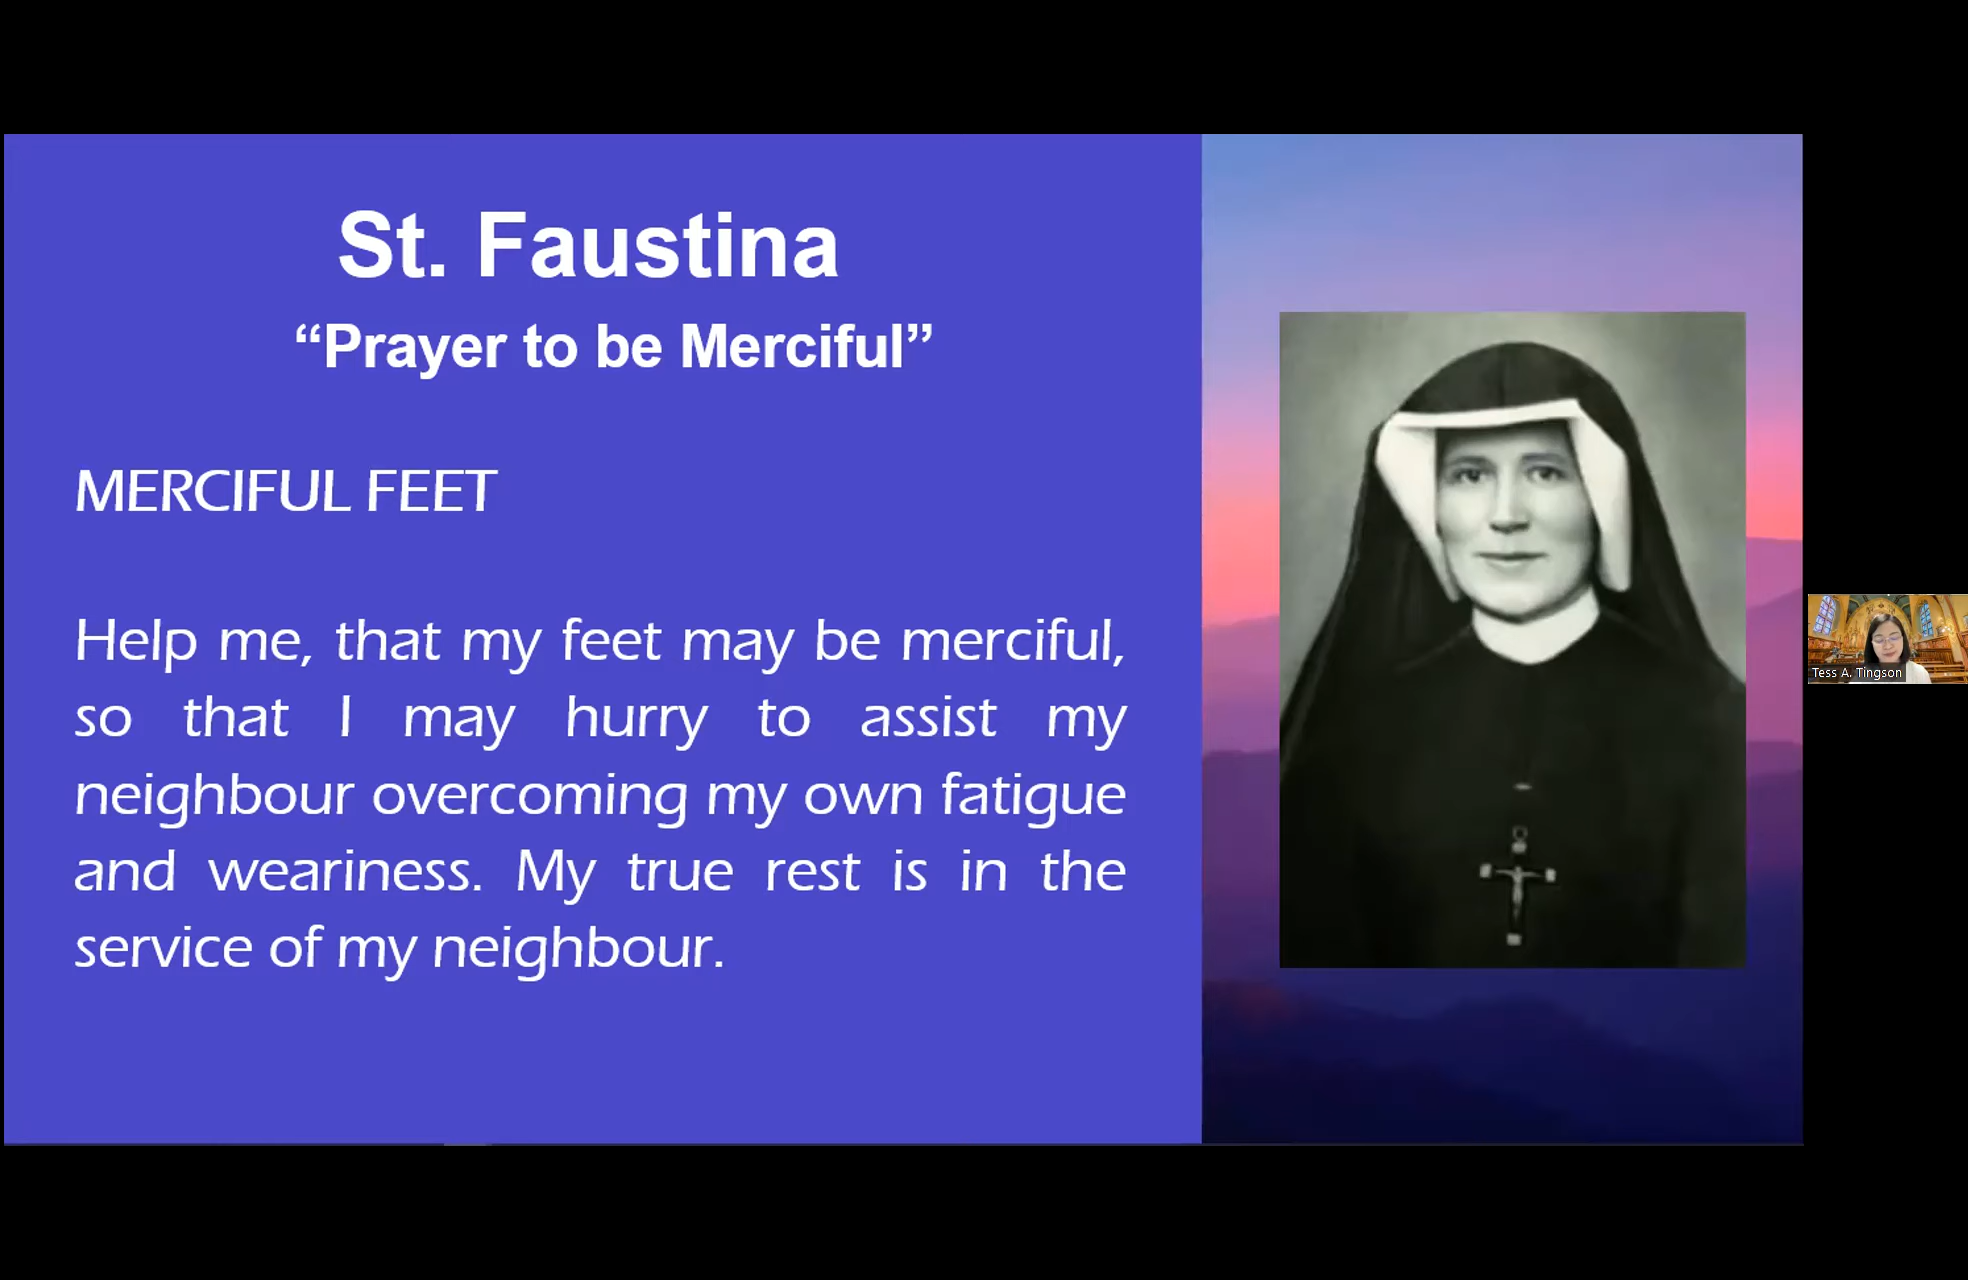 St. Faustina
“Prayer to be Merciful”
MERCIFUL FEET
Help me, that my feet may be merciful,
so that I may hurry to assist my
neighbour overcoming my own fatigue
and weariness. My true rest is in the
service of my neighbour.
Tess A. Tingson